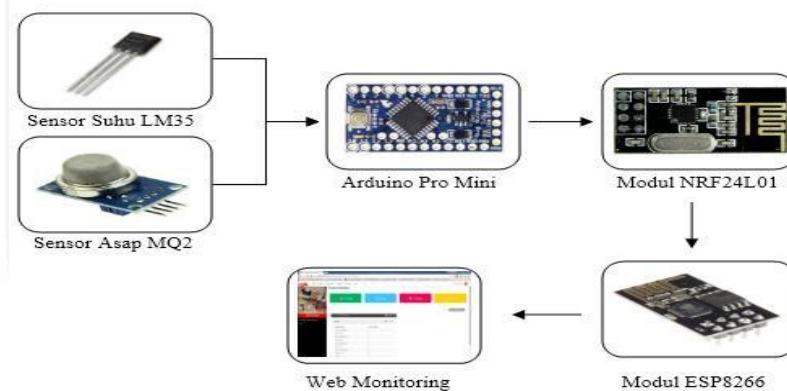 Sensor Suhu LM35
Arduino Pro Mini
Modul NRF24L01
Sensor Asap MQ2
Web Monitoring
Modul ESP8266